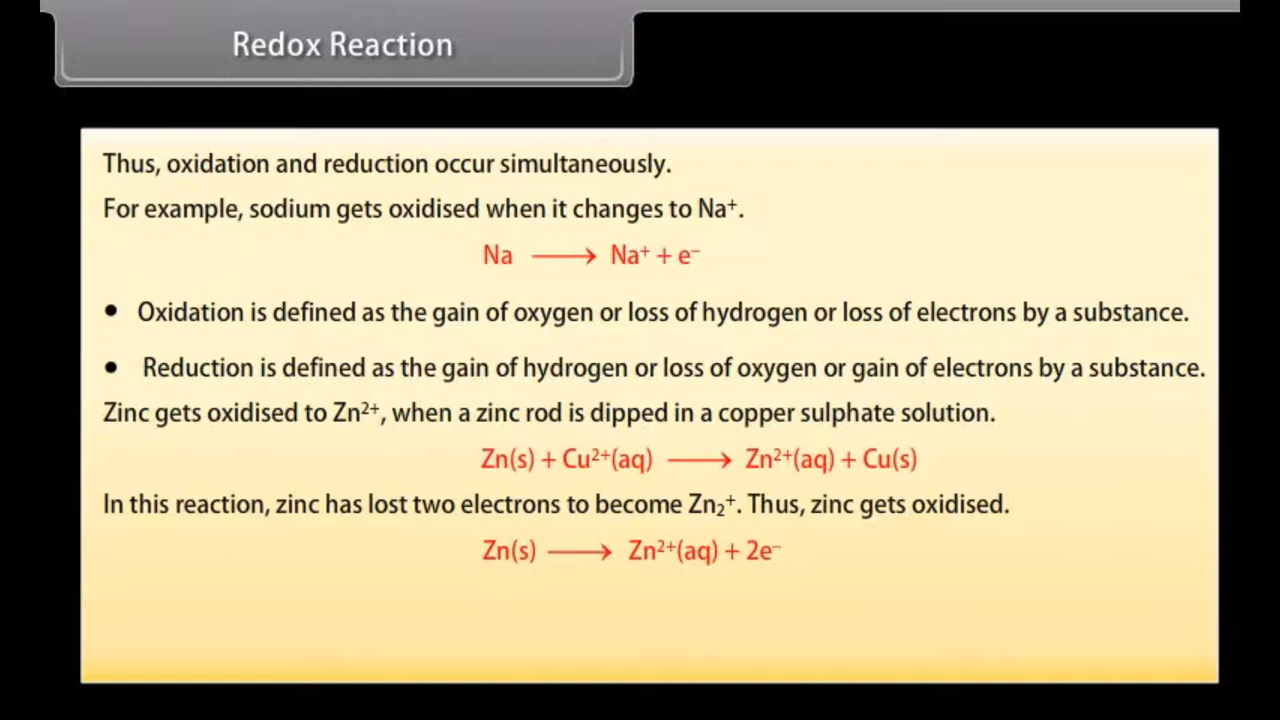 Redox Reaction
Thus, oxidation and reduction occur simultaneously.
For example, sodium gets oxidised when it changes to Na⁺.
Na ⟶ Na⁺ + e⁻
• Oxidation is defined as the gain of oxygen or loss of hydrogen or loss of electrons by a substance.
• Reduction is defined as the gain of hydrogen or loss of oxygen or gain of electrons by a substance.
Zinc gets oxidised to Zn²⁺, when a zinc rod is dipped in a copper sulphate solution.
Zn(s) + Cu²⁺(aq) ⟶ Zn²⁺(aq) + Cu(s)
In this reaction, zinc has lost two electrons to become Zn₂⁺. Thus, zinc gets oxidised.
Zn(s) ⟶ Zn²⁺(aq) + 2e⁻